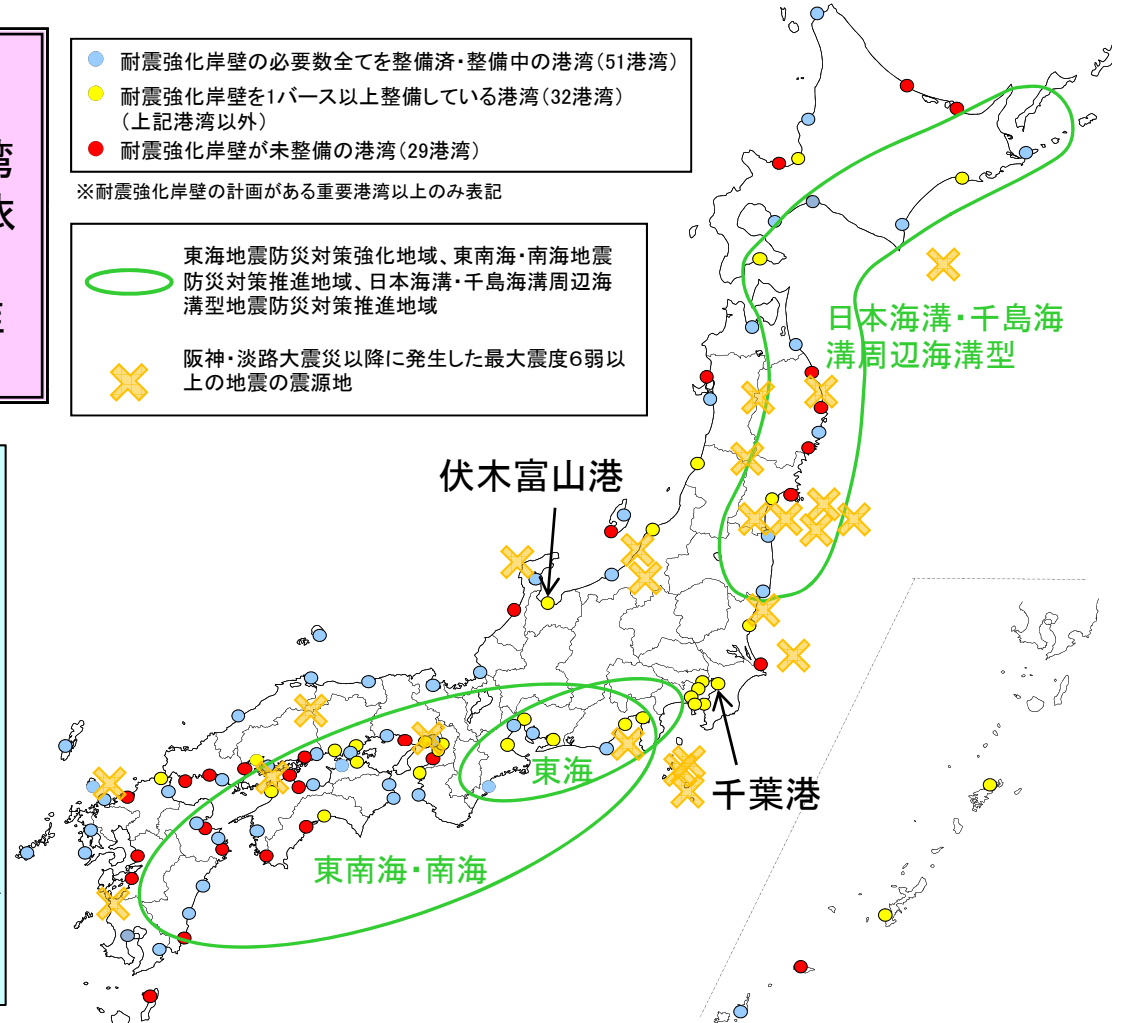 湾
衣
耐震強化岸壁の必要数全てを整備済・整備中の港湾(51港湾)
耐震強化岸壁を1バース以上整備している港湾(32港湾)
(上記港湾以外)
耐震強化岸壁が未整備の港湾(29港湾)
※耐震強化岸壁の計画がある重要港湾以上のみ表記
東海地震防災対策強化地域、東南海・南海地震
防災対策推進地域、日本海溝・千島海溝周辺海
溝型地震防災対策推進地域
阪神・淡路大震災以降に発生した最大震度6弱以
上の地震の震源地
日本海溝・千島海
溝周辺海溝型
伏木富山港
東海
千葉港
東南海・南海